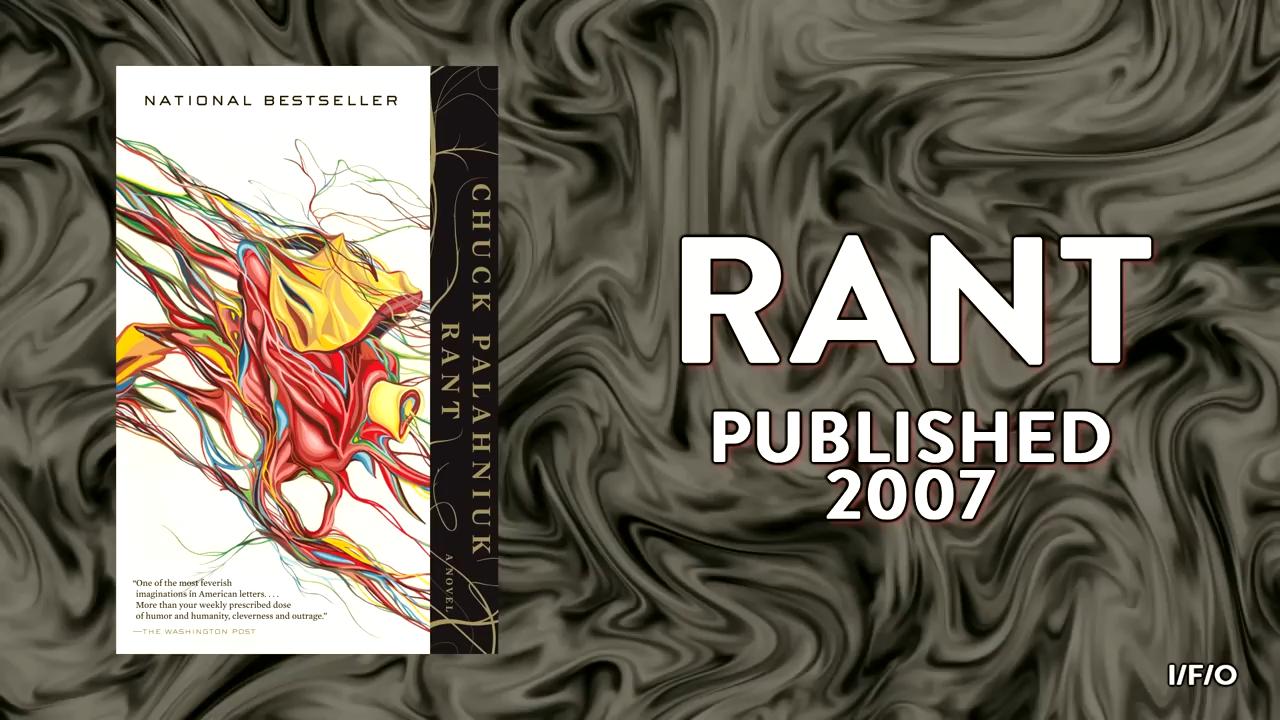 NATIONAL BESTSELLER
CHUCK PALAHNIUK
RANT
A NOVEL
"One of the most feverish
imaginations in American letters. . . .
More than your weekly prescribed dose
of humor and humanity, cleverness and outrage."
—THE WASHINGTON POST
RANT
PUBLISHED
2007
I/F/O